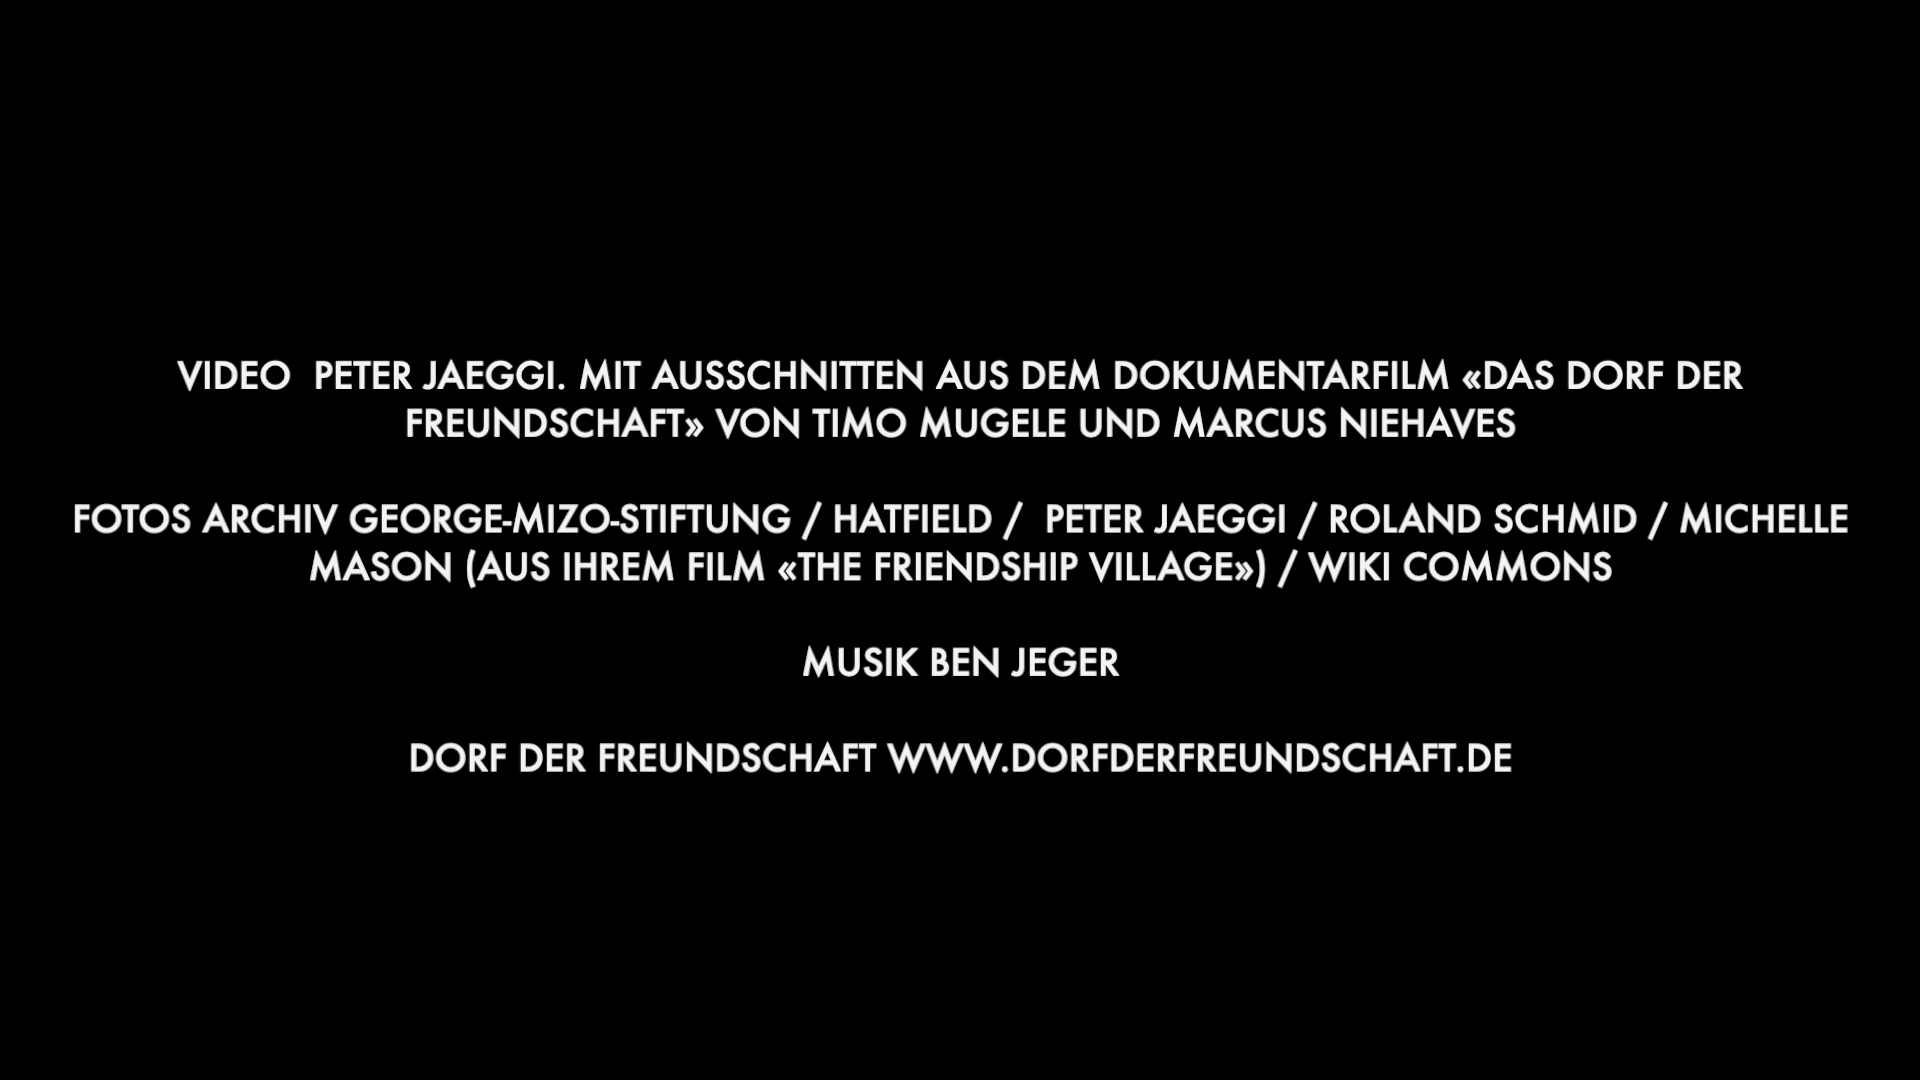 VIDEO  PETER JAEGGI. MIT AUSSCHNITTEN AUS DEM DOKUMENTARFILM «DAS DORF DER
FREUNDSCHAFT» VON TIMO MUGELE UND MARCUS NIEHAVES
FOTOS ARCHIV GEORGE-MIZO-STIFTUNG / HATFIELD /  PETER JAEGGI / ROLAND SCHMID / MICHELLE
MASON (AUS IHREM FILM «THE FRIENDSHIP VILLAGE») / WIKI COMMONS
MUSIK BEN JEGER
DORF DER FREUNDSCHAFT WWW.DORFDERFREUNDSCHAFT.DE